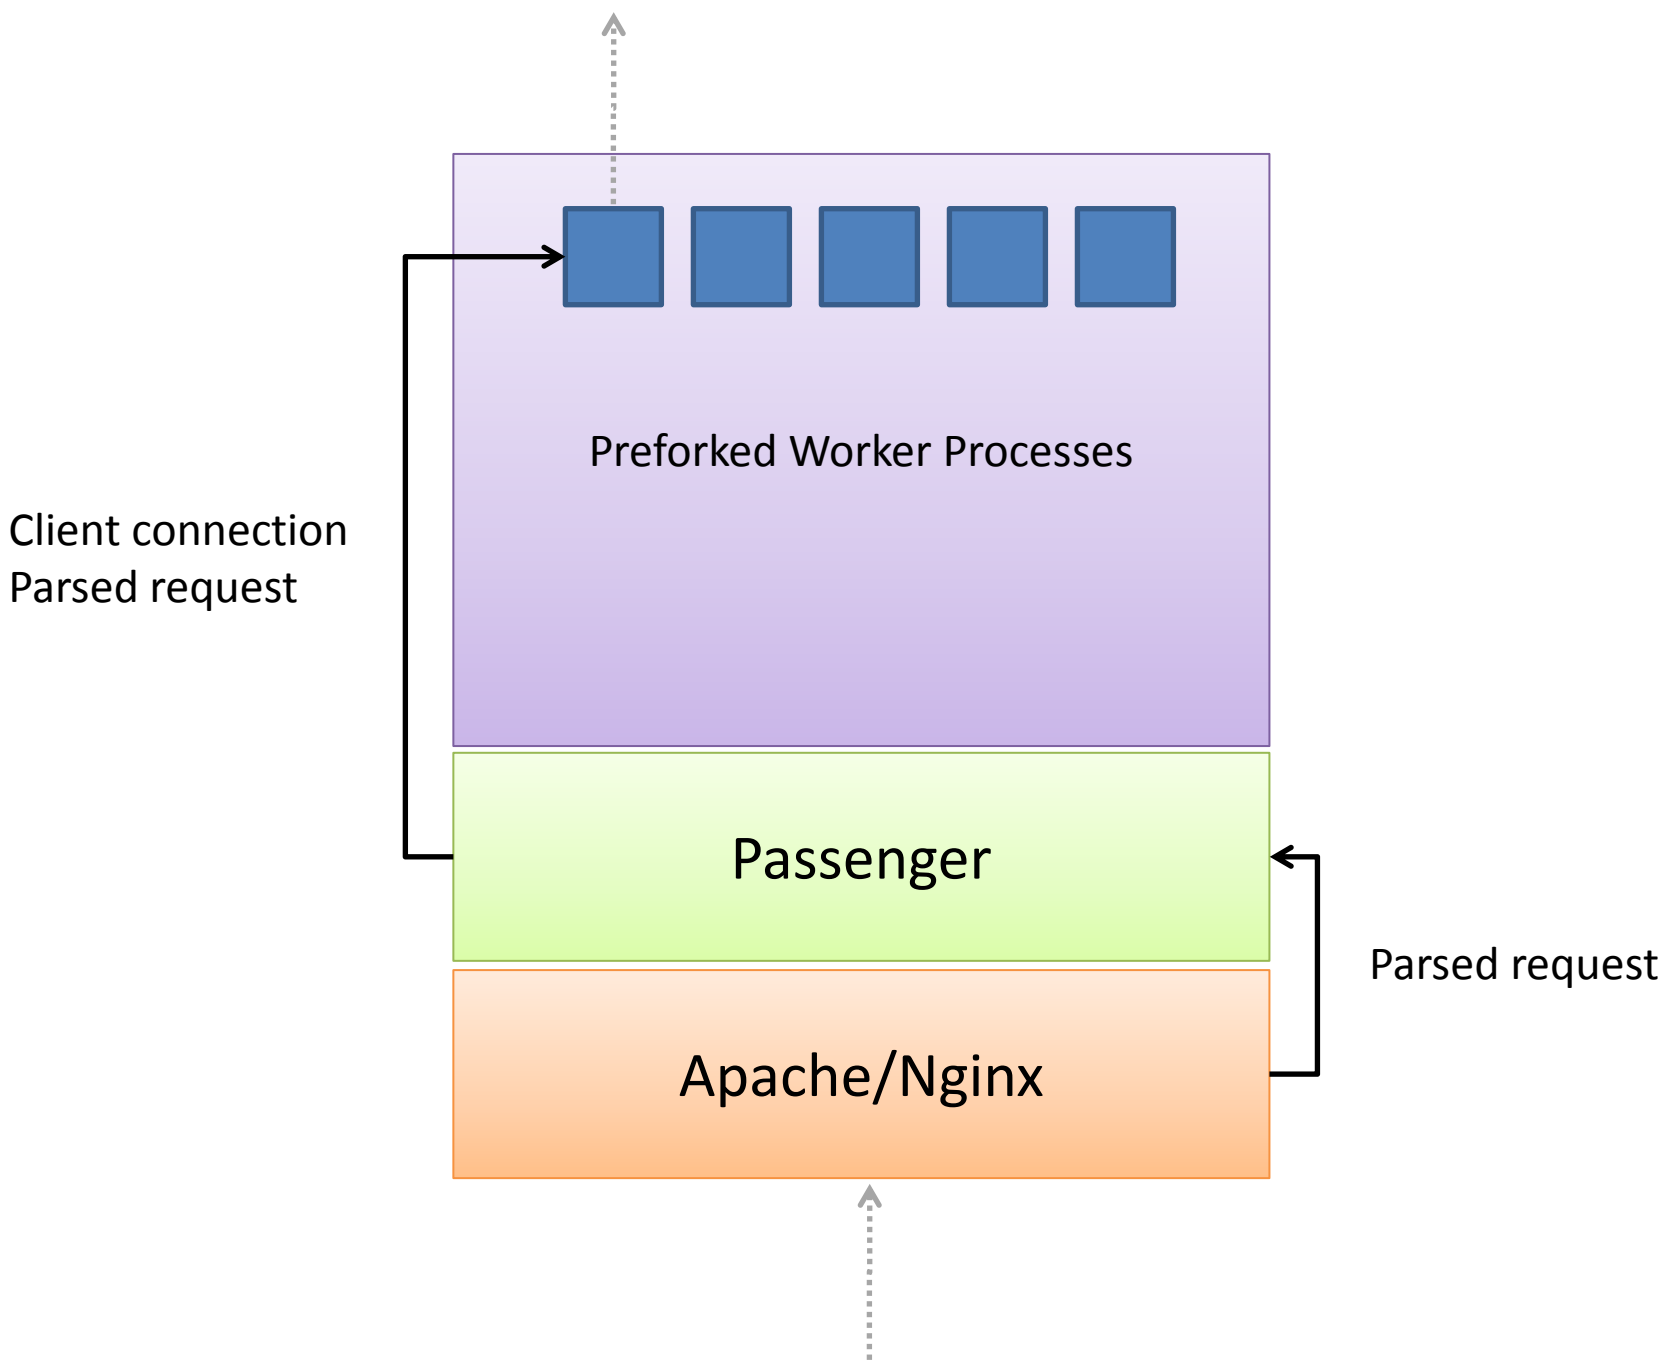 Preforked Worker Processes
Client connection
Parsed request
Passenger
Parsed request
Apache/Nginx